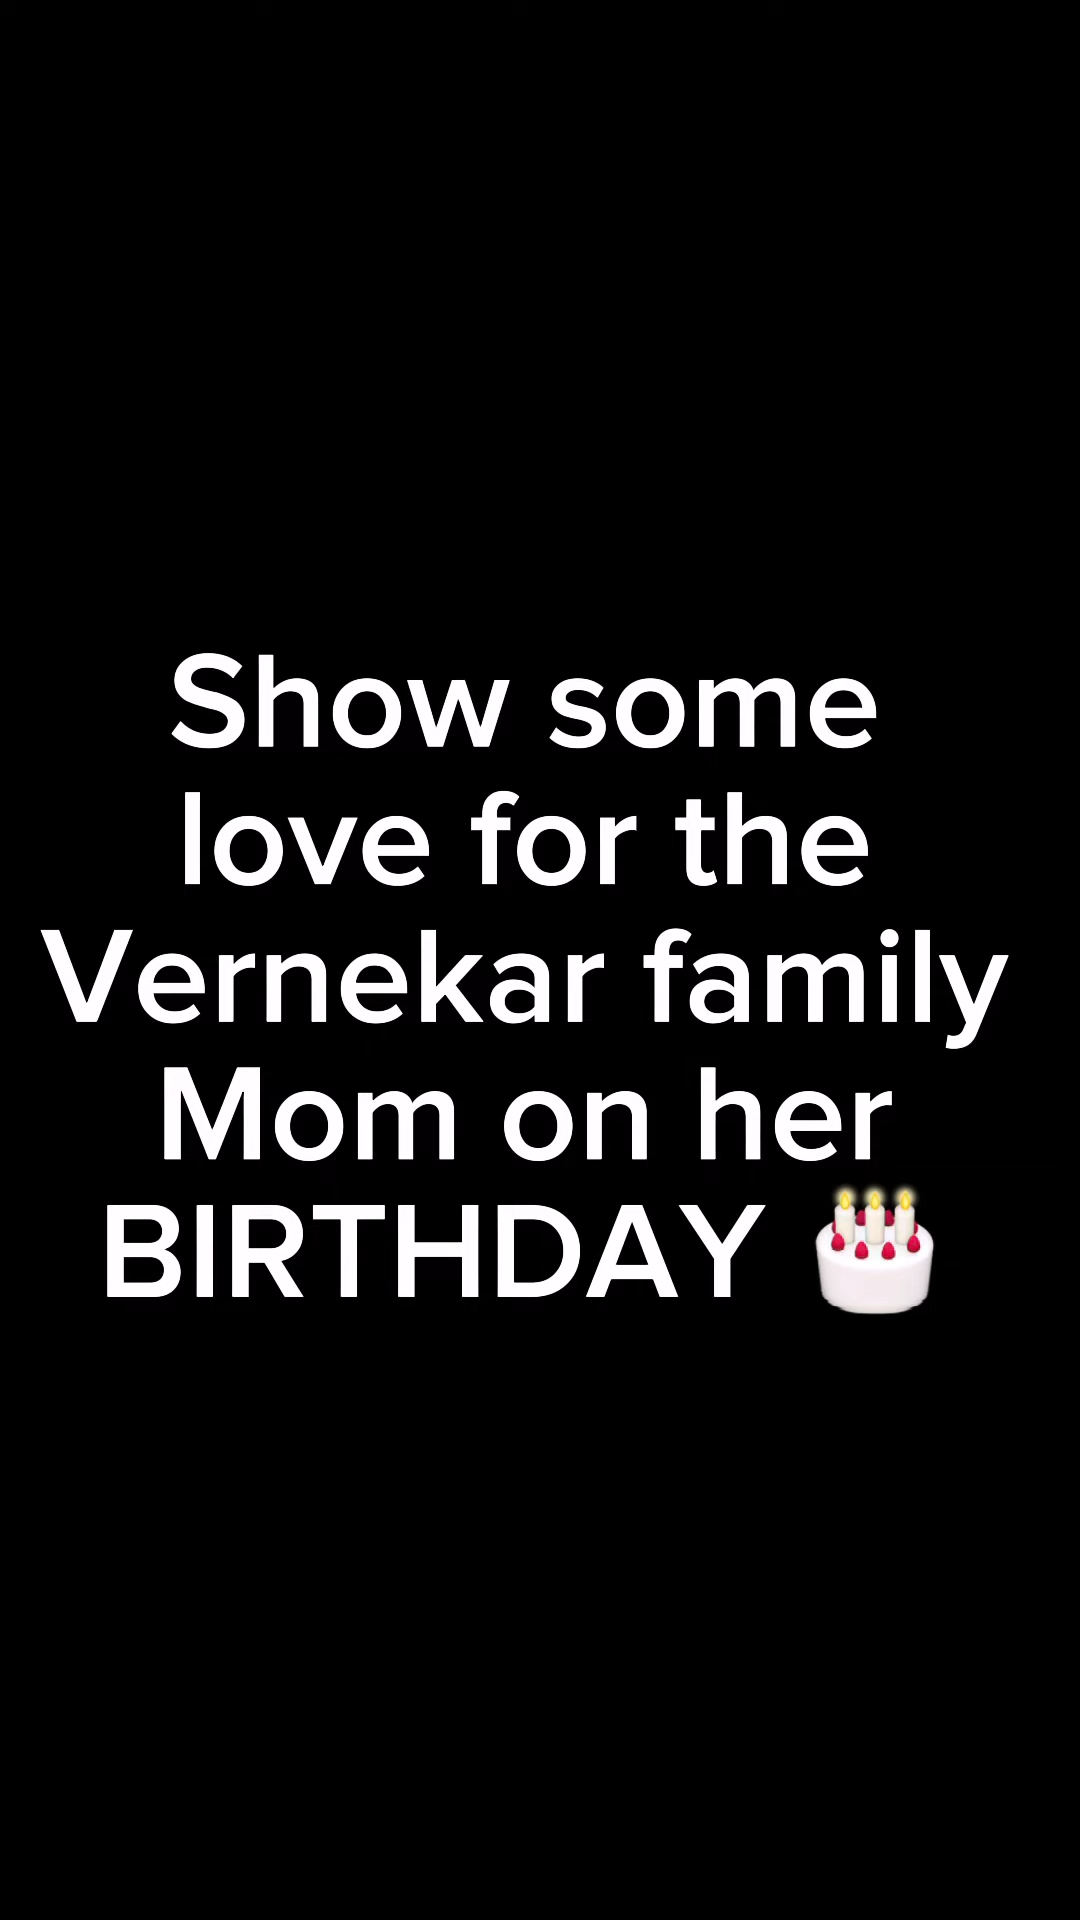 Show some
love for the
Vernekar family
Mom on her
BIRTHDAY 🎂